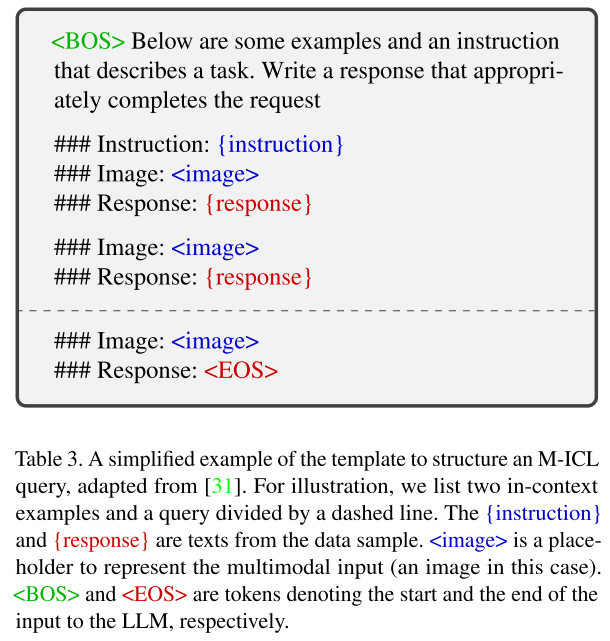 <BOS> Below are some examples and an instruction
that describes a task. Write a response that appropri-
ately completes the request
### Instruction: {instruction}
### Image: <image>
### Response: {response}
### Image: <image>
### Response: {response}
### Image: <image>
### Response: <EOS>
Table 3. A simplified example of the template to structure an M-ICL
query, adapted from [31]. For illustration, we list two in-context
examples and a query divided by a dashed line. The {instruction}
and {response} are texts from the data sample. <image> is a place-
holder to represent the multimodal input (an image in this case).
<BOS> and <EOS> are tokens denoting the start and the end of the
input to the LLM, respectively.